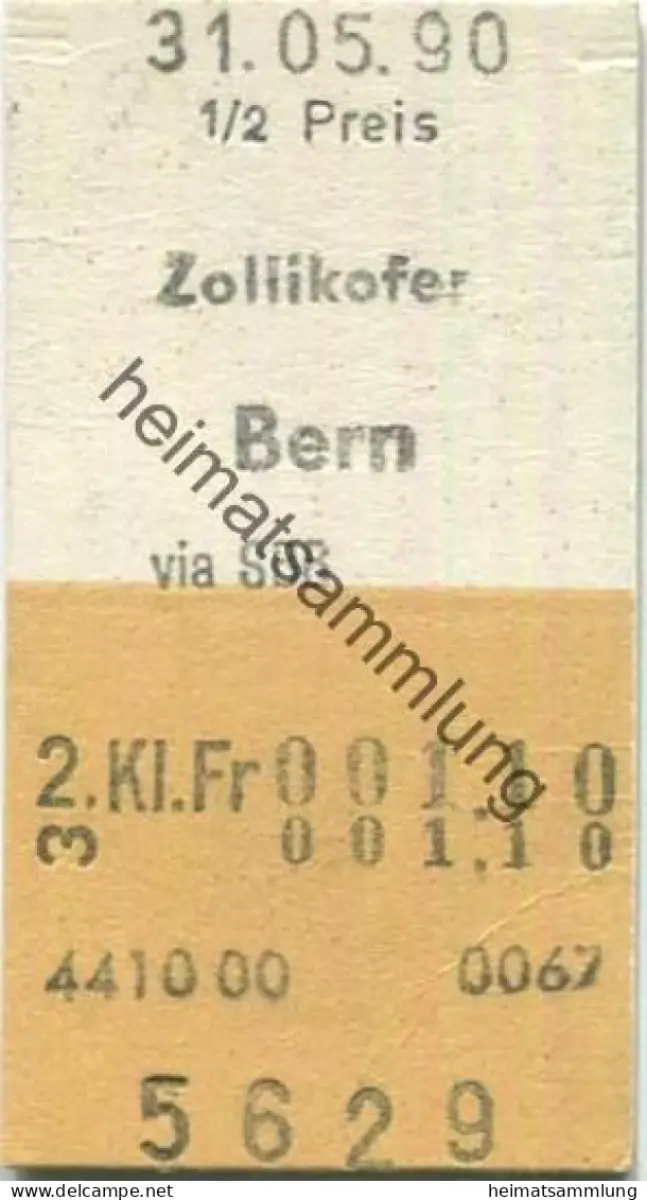 31.05.90
1/2 Preis
Zollikofen
Bern
via SBB
heimatsammlung
2.Kl.Fr 001.10
3 001.10
441000 0067
5629
www.delcampe.net
heimatsammlung